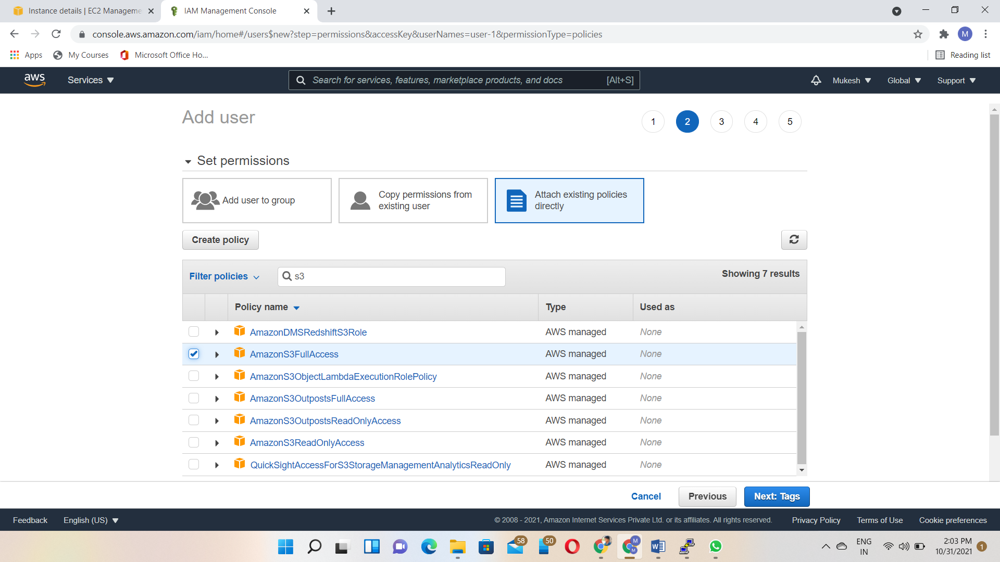 Instance details | EC2 Manageme
IAM Management Console
console.aws.amazon.com/iam/home#/users$new?step=permissions&accessKey&userNames=user-1&permissionType=policies
M
Apps
My Courses
Microsoft Office Ho...
Reading list
aws
Services
Search for services, features, marketplace products, and docs
[Alt+S]
Mukesh
Global
Support
Add user
1
2
3
4
5
Set permissions
Add user to group
Copy permissions from
existing user
Attach existing policies
directly
Create policy
Filter policies
s3
Showing 7 results
Policy name
Type
Used as
AmazonDMSRedshiftS3Role AWS managed None
AmazonS3FullAccess AWS managed None
AmazonS3ObjectLambdaExecutionRolePolicy AWS managed None
AmazonS3OutpostsFullAccess AWS managed None
AmazonS3OutpostsReadOnlyAccess AWS managed None
AmazonS3ReadOnlyAccess AWS managed None
QuickSightAccessForS3StorageManagementAnalyticsReadOnly AWS managed None
Cancel
Previous
Next: Tags
Feedback
English (US)
© 2008 - 2021, Amazon Internet Services Private Ltd. or its affiliates. All rights reserved.
Privacy Policy
Terms of Use
Cookie preferences
58
50
M
M
W
ENG
IN
2:03 PM
10/31/2021
1